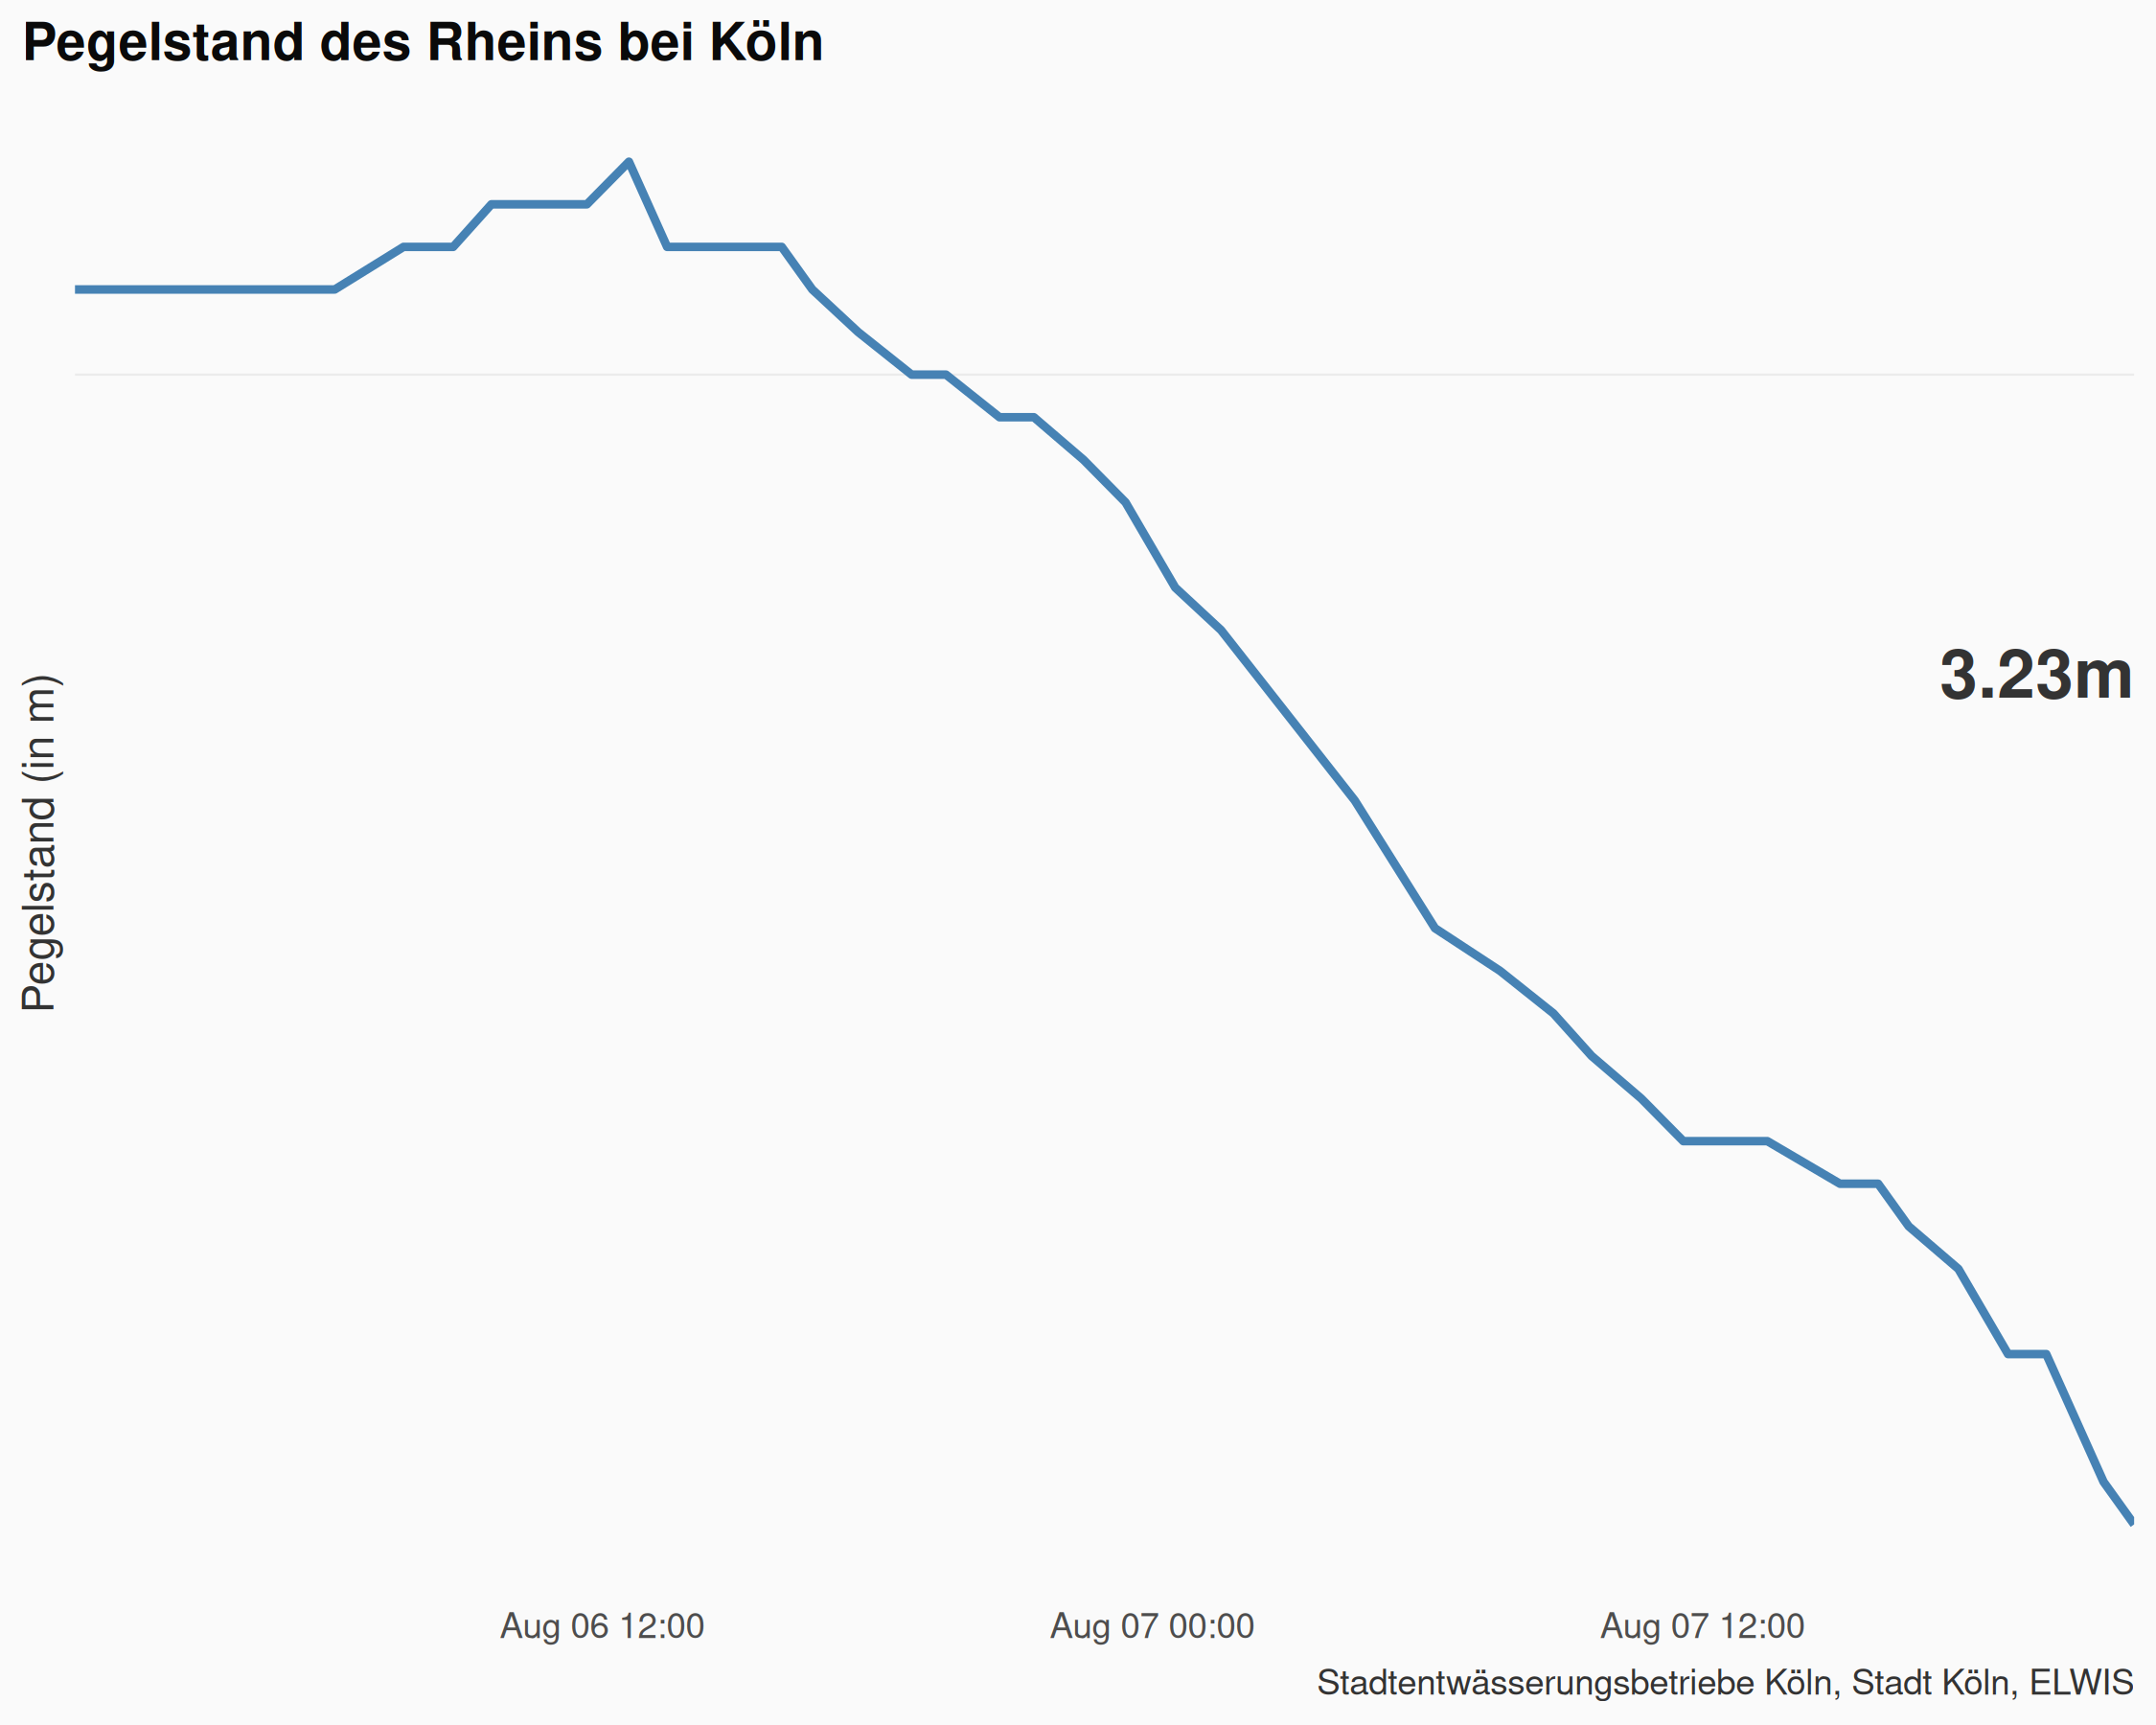 Pegelstand des Rheins bei Köln
Pegelstand (in m)
3.23m
Aug 06 12:00
Aug 07 00:00
Aug 07 12:00
Stadtentwässerungsbetriebe Köln, Stadt Köln, ELWIS